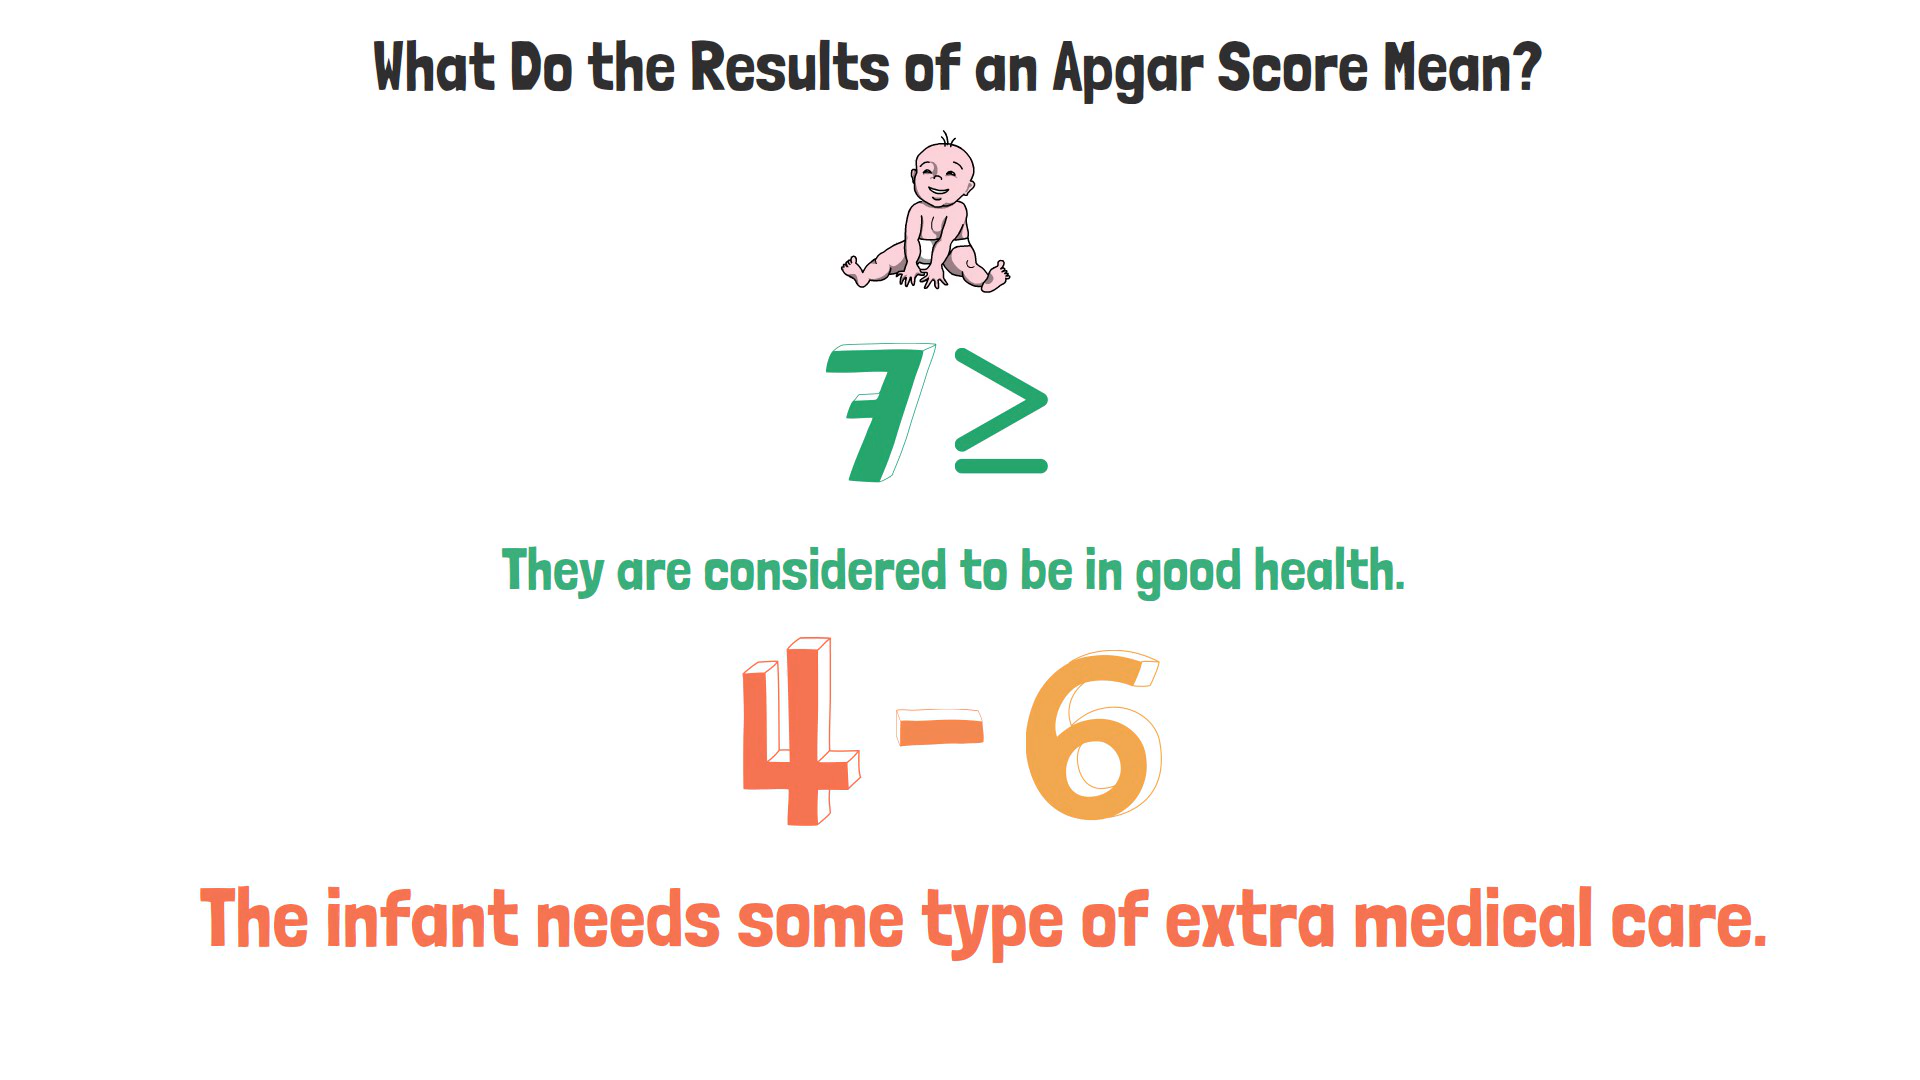 What Do the Results of an Apgar Score Mean?
7 ≥
They are considered to be in good health.
4 - 6
The infant needs some type of extra medical care.